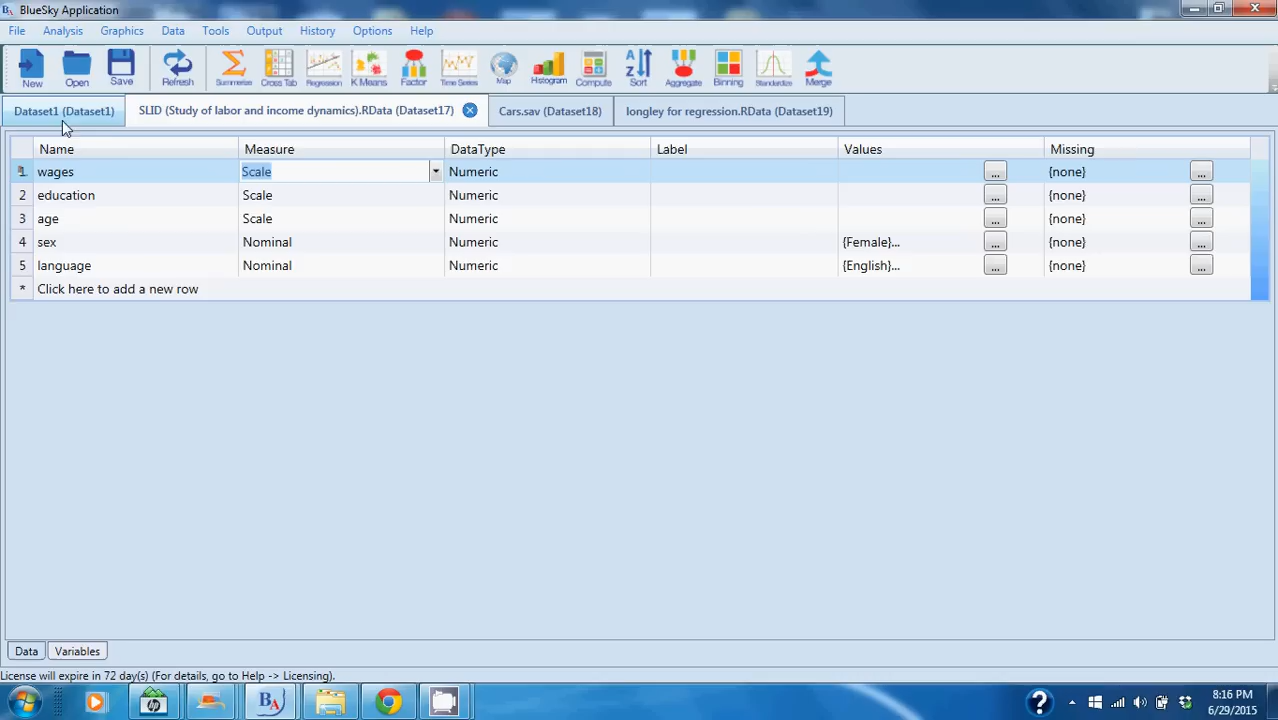 BlueSky Application
File Analysis Graphics Data Tools Output History Options Help
New Open Save Refresh Summarise Cross Tab Regression K Means Factor Time Series Map Histogram Compute Sort Aggregate Binning Standardize Merge
Dataset1 (Dataset1) SLID (Study of labor and income dynamics).RData (Dataset17) Cars.sav (Dataset18) longley for regression.RData (Dataset19)
Name Measure DataType Label Values Missing
1 wages Scale Numeric ... {none} ...
2 education Scale Numeric ... {none} ...
3 age Scale Numeric ... {none} ...
4 sex Nominal Numeric {Female}... ... {none} ...
5 language Nominal Numeric {English}... ... {none} ...
* Click here to add a new row
Data Variables
License will expire in 72 day(s) (For details, go to Help -> Licensing).
8:16 PM
6/29/2015